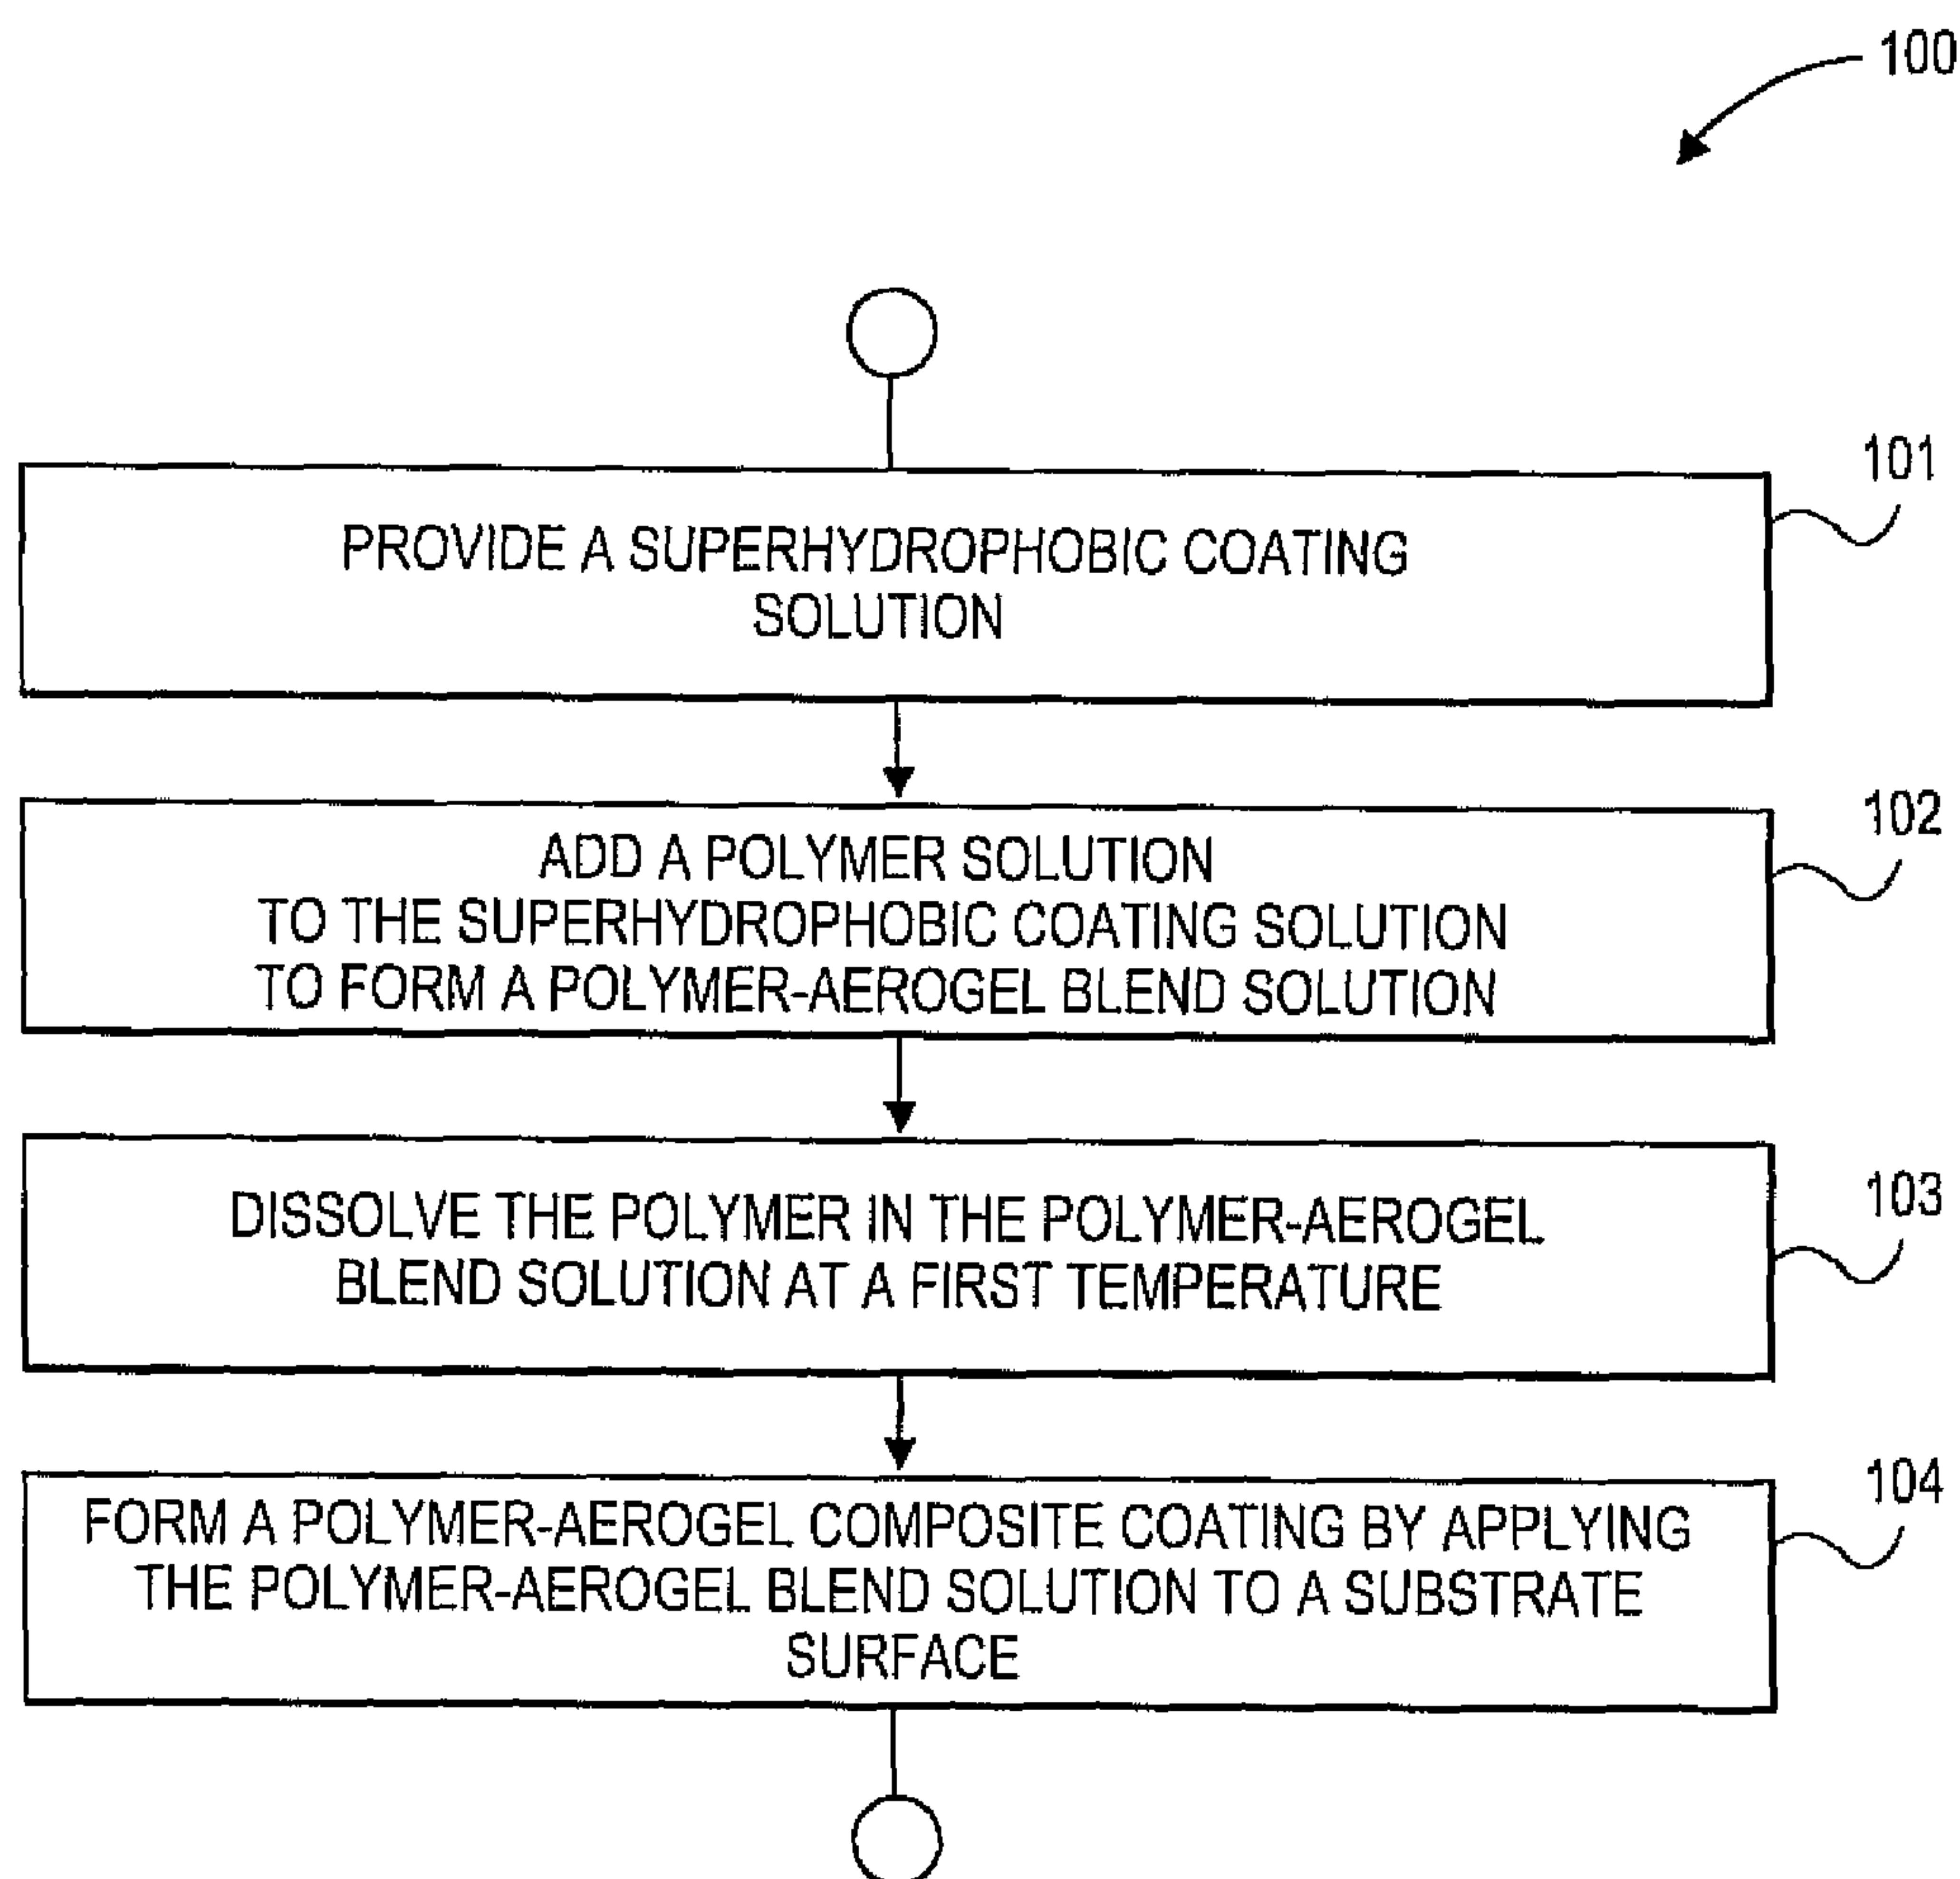 100
101
PROVIDE A SUPERHYDROPHOBIC COATING
SOLUTION
102
ADD A POLYMER SOLUTION
TO THE SUPERHYDROPHOBIC COATING SOLUTION
TO FORM A POLYMER-AEROGEL BLEND SOLUTION
103
DISSOLVE THE POLYMER IN THE POLYMER-AEROGEL
BLEND SOLUTION AT A FIRST TEMPERATURE
104
FORM A POLYMER-AEROGEL COMPOSITE COATING BY APPLYING
THE POLYMER-AEROGEL BLEND SOLUTION TO A SUBSTRATE
SURFACE